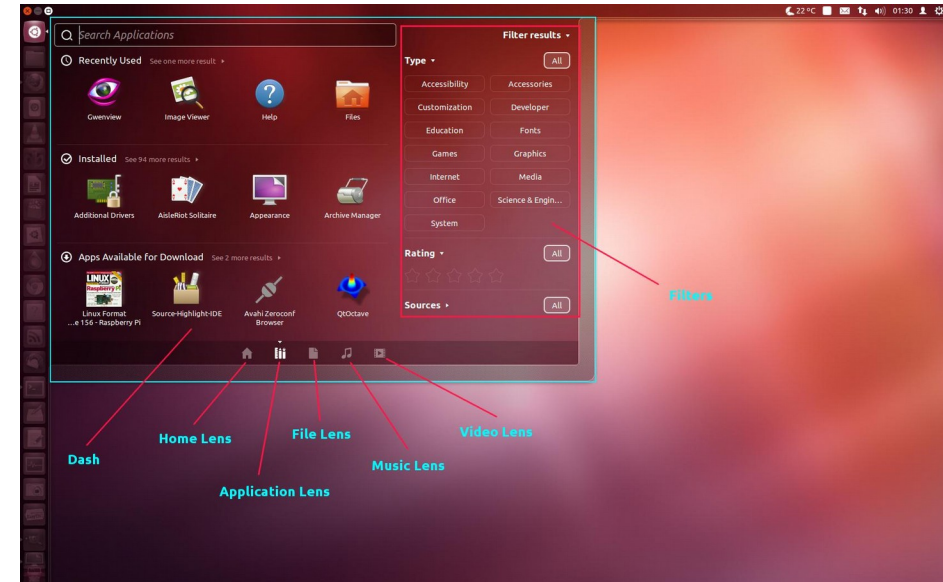 22 °C
01:30
Search Applications
Filter results
Recently Used See one more result
Gwenview
Image Viewer
Help
Files
Installed See 94 more results
Additional Drivers
AisleRiot Solitaire
Appearance
Archive Manager
Apps Available for Download See 2 more results
LINUX
Raspberry Pi
Linux Format
...e 156 - Raspberry Pi
Source-Highlight-IDE
Avahi Zeroconf
Browser
QtOctave
Type
All
Accessibility
Accessories
Customization
Developer
Education
Fonts
Games
Graphics
Internet
Media
Office
Science & Engin...
System
Rating
All
Sources
All
Filters
Home Lens
File Lens
Video Lens
Dash
Music Lens
Application Lens